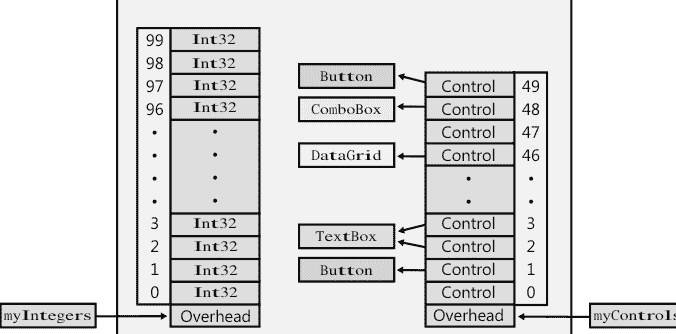 99 Int32
98 Int32
97 Int32
96 Int32
3 Int32
2 Int32
1 Int32
0 Int32
myIntegers
Overhead
Button
ComboBox
DataGrid
TextBox
Button
Control 49
Control 48
Control 47
Control 46
Control 3
Control 2
Control 1
Control 0
Overhead
myControls